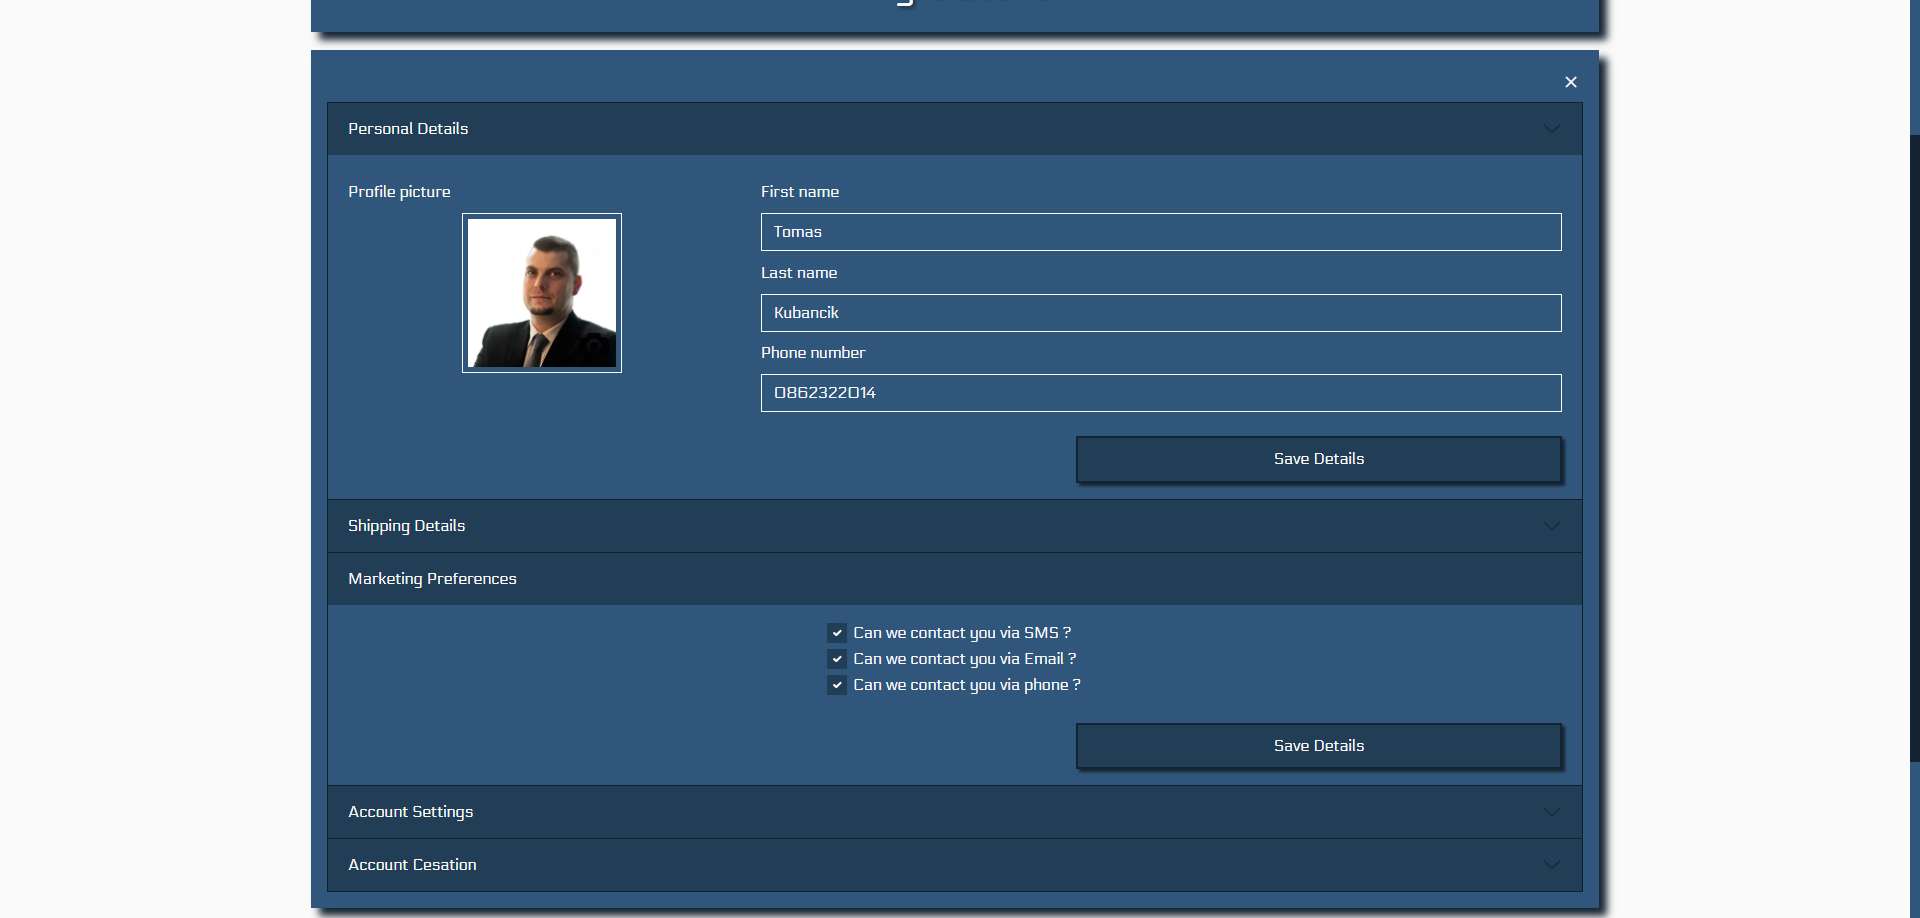 Personal Details
Profile picture
First name
Tomas
Last name
Kubancik
Phone number
0862322014
Save Details
Shipping Details
Marketing Preferences
Can we contact you via SMS ?
Can we contact you via Email ?
Can we contact you via phone ?
Save Details
Account Settings
Account Cesation